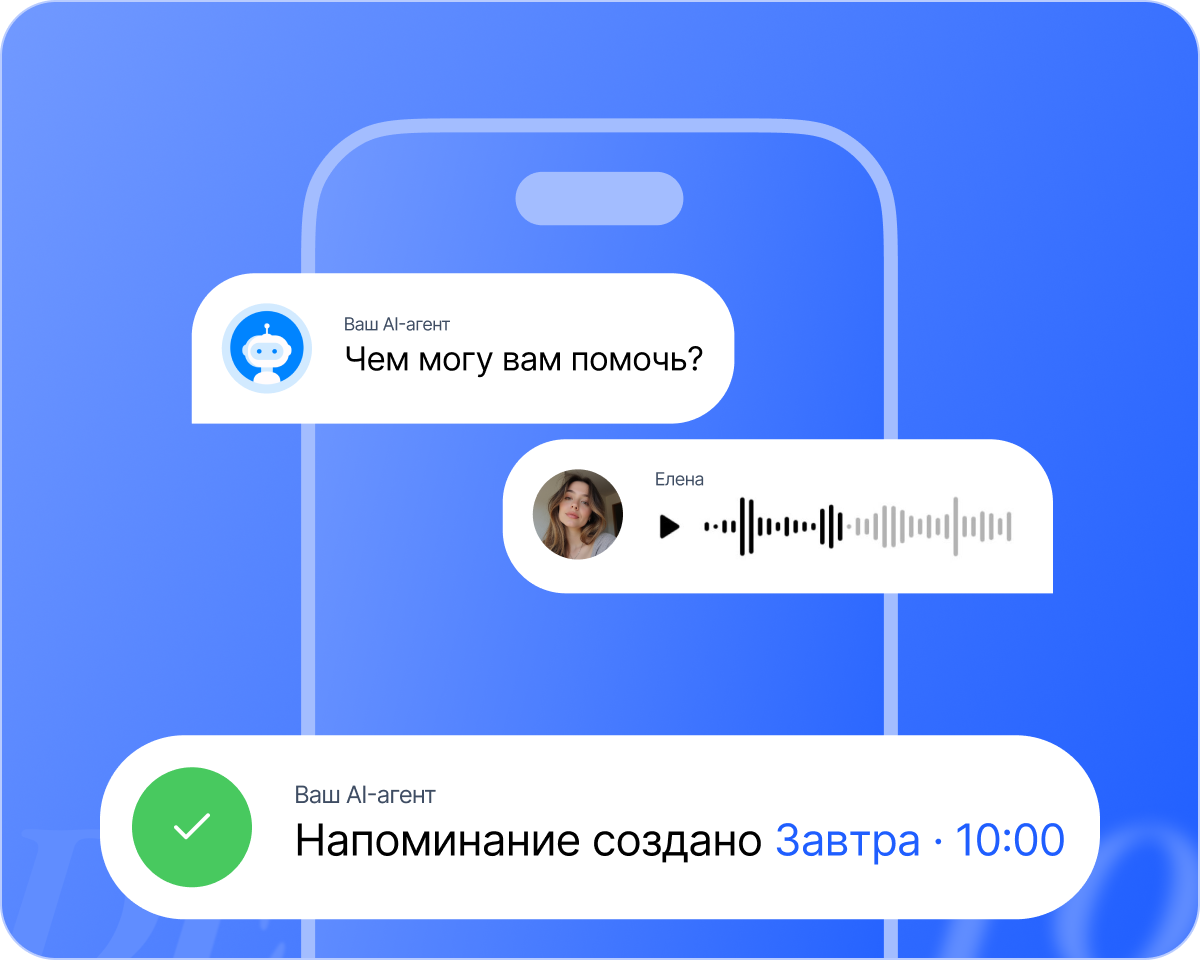 Ваш AI-агент
Чем могу вам помочь?
Елена
Ваш AI-агент
Напоминание создано Завтра · 10:00